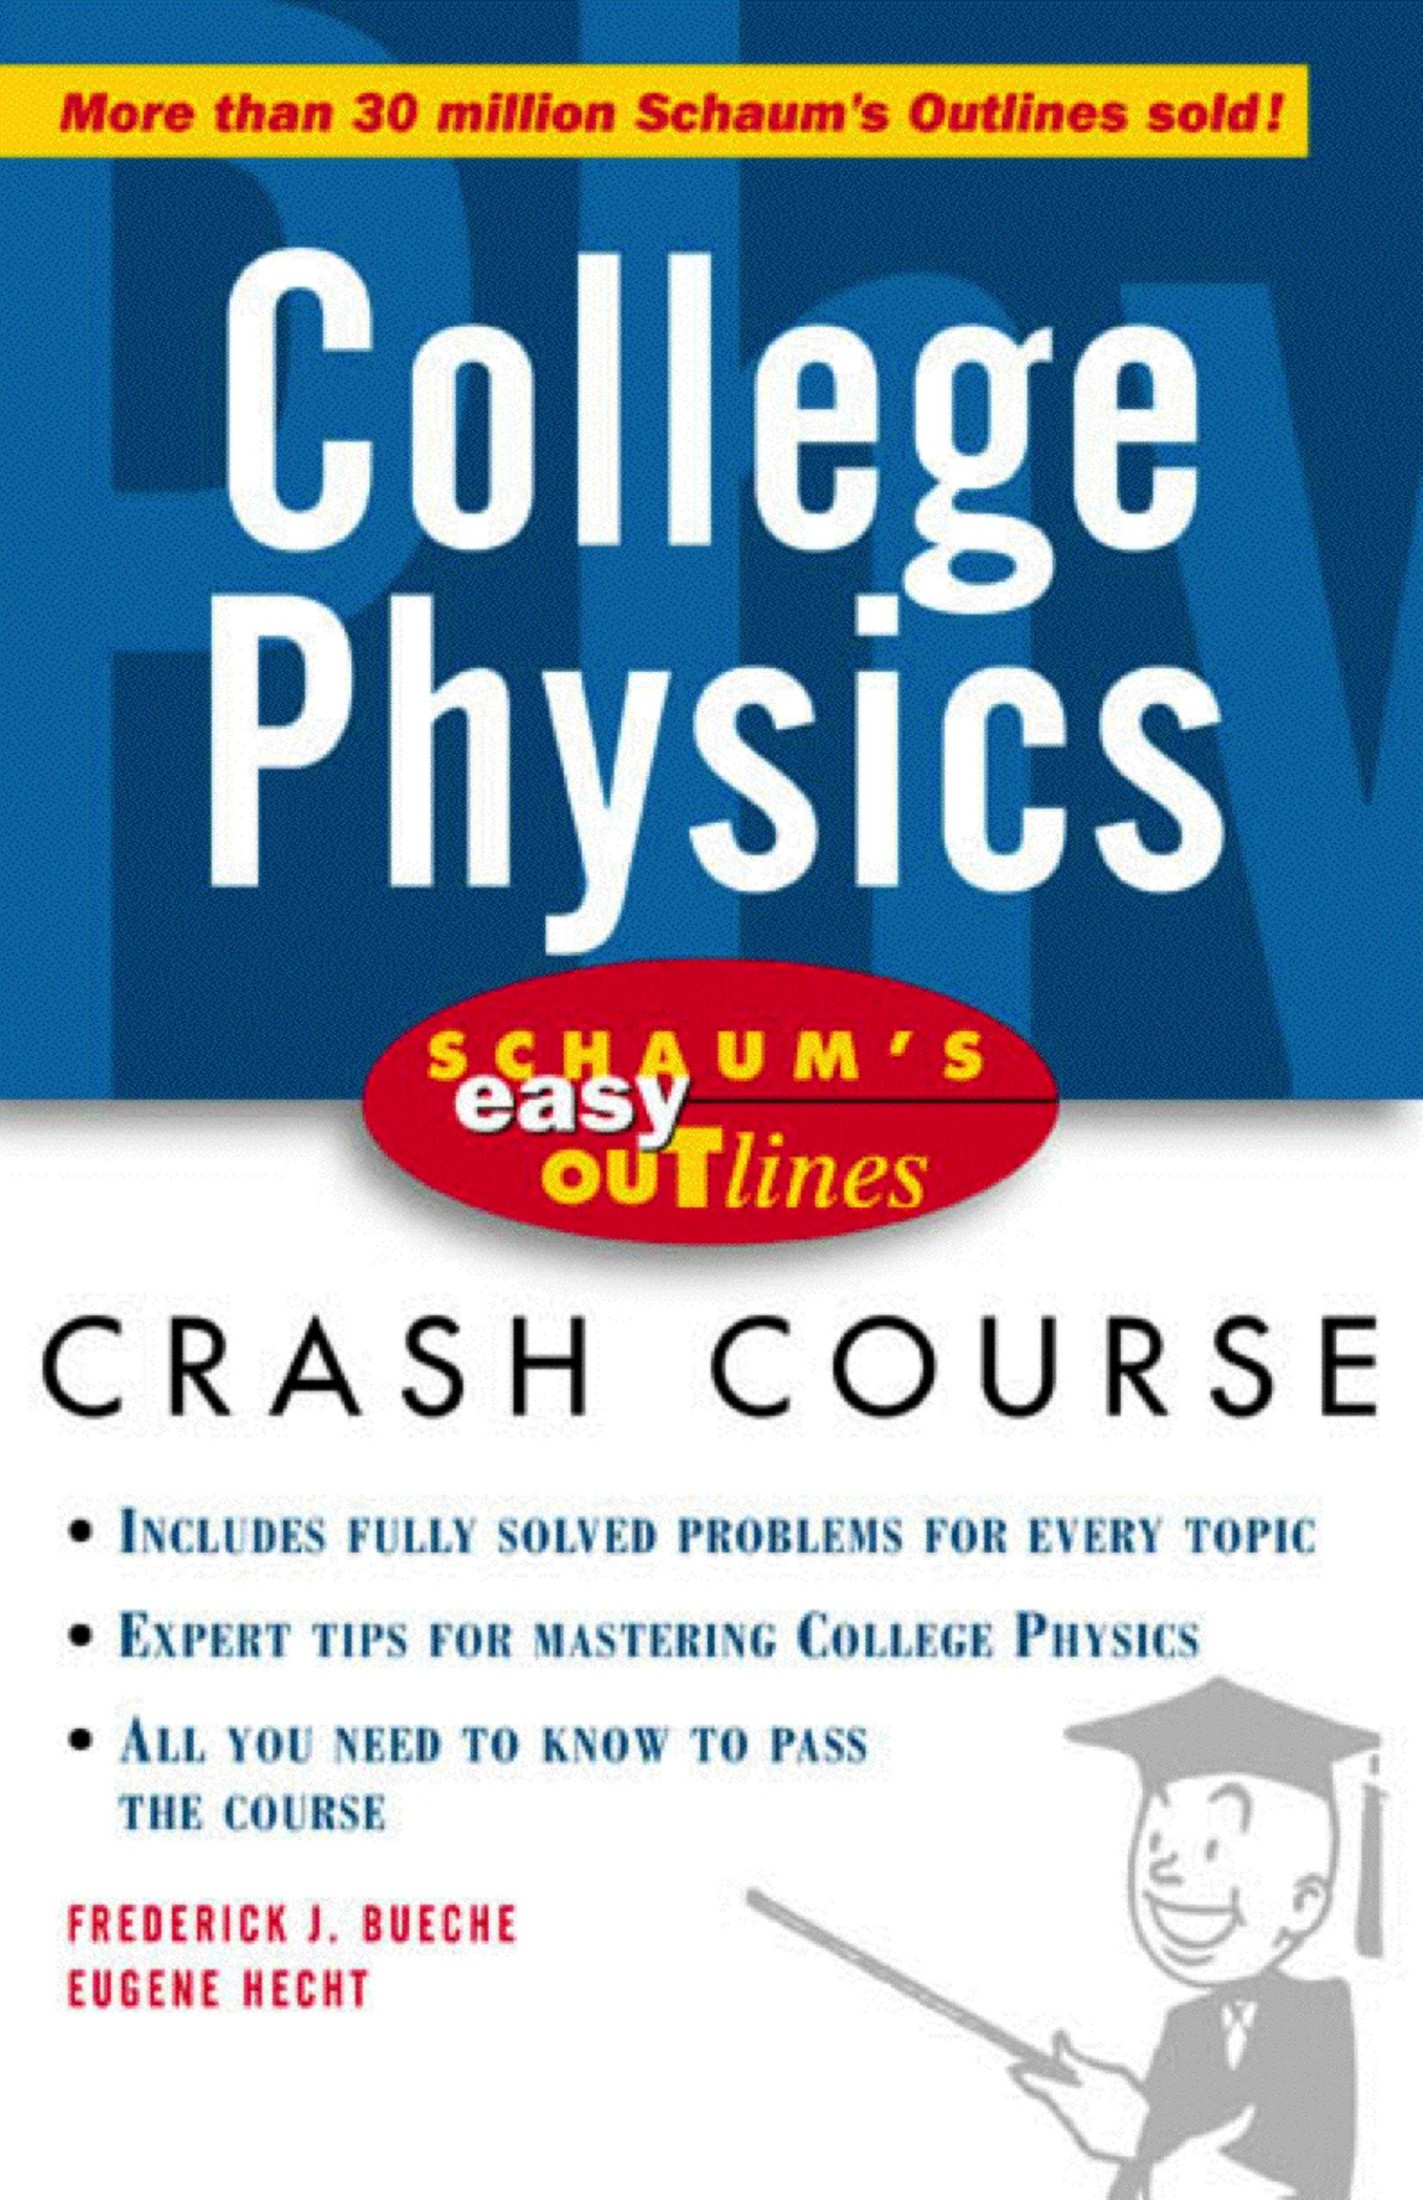 More than 30 million Schaum's Outlines sold!
College
Physics
SCHAUM'S
easy
OUTlines
CRASH COURSE
• INCLUDES FULLY SOLVED PROBLEMS FOR EVERY TOPIC
• EXPERT TIPS FOR MASTERING COLLEGE PHYSICS
• ALL YOU NEED TO KNOW TO PASS
THE COURSE
FREDERICK J. BUECHE
EUGENE HECHT